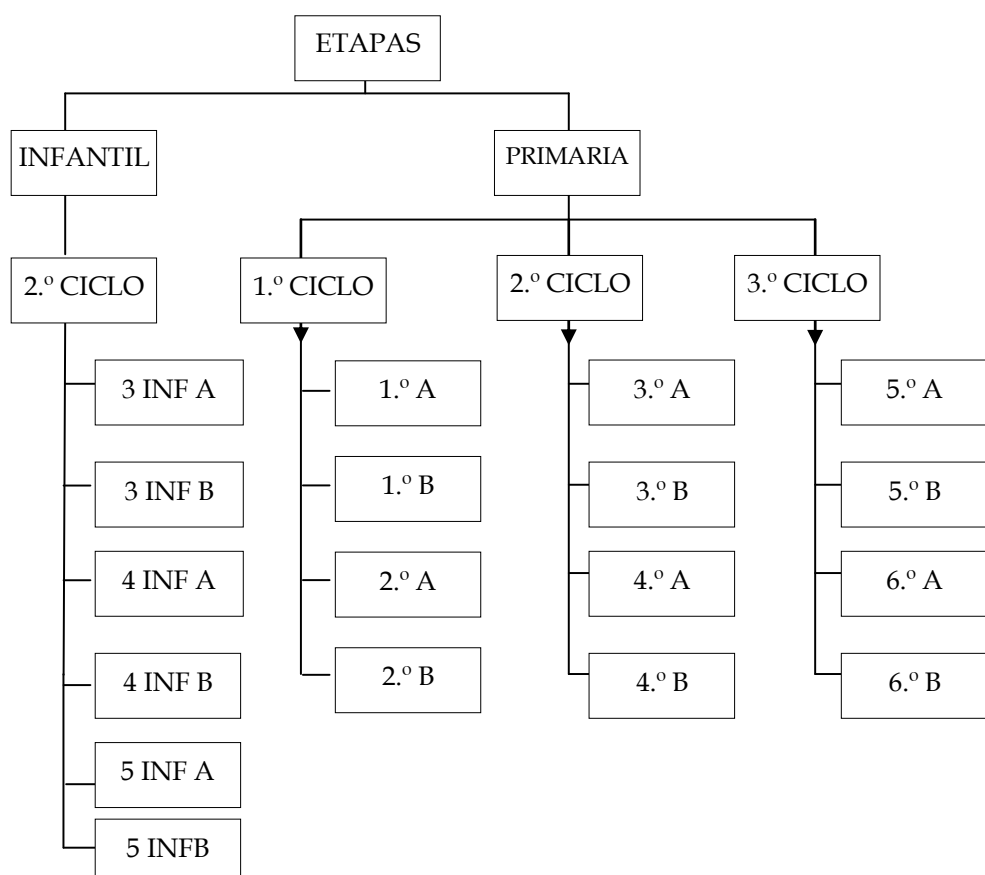 ETAPAS
INFANTIL
PRIMARIA
2.º CICLO
1.º CICLO
2.º CICLO
3.º CICLO
3 INF A
3 INF B
4 INF A
4 INF B
5 INF A
5 INFB
1.º A
1.º B
2.º A
2.º B
3.º A
3.º B
4.º A
4.º B
5.º A
5.º B
6.º A
6.º B